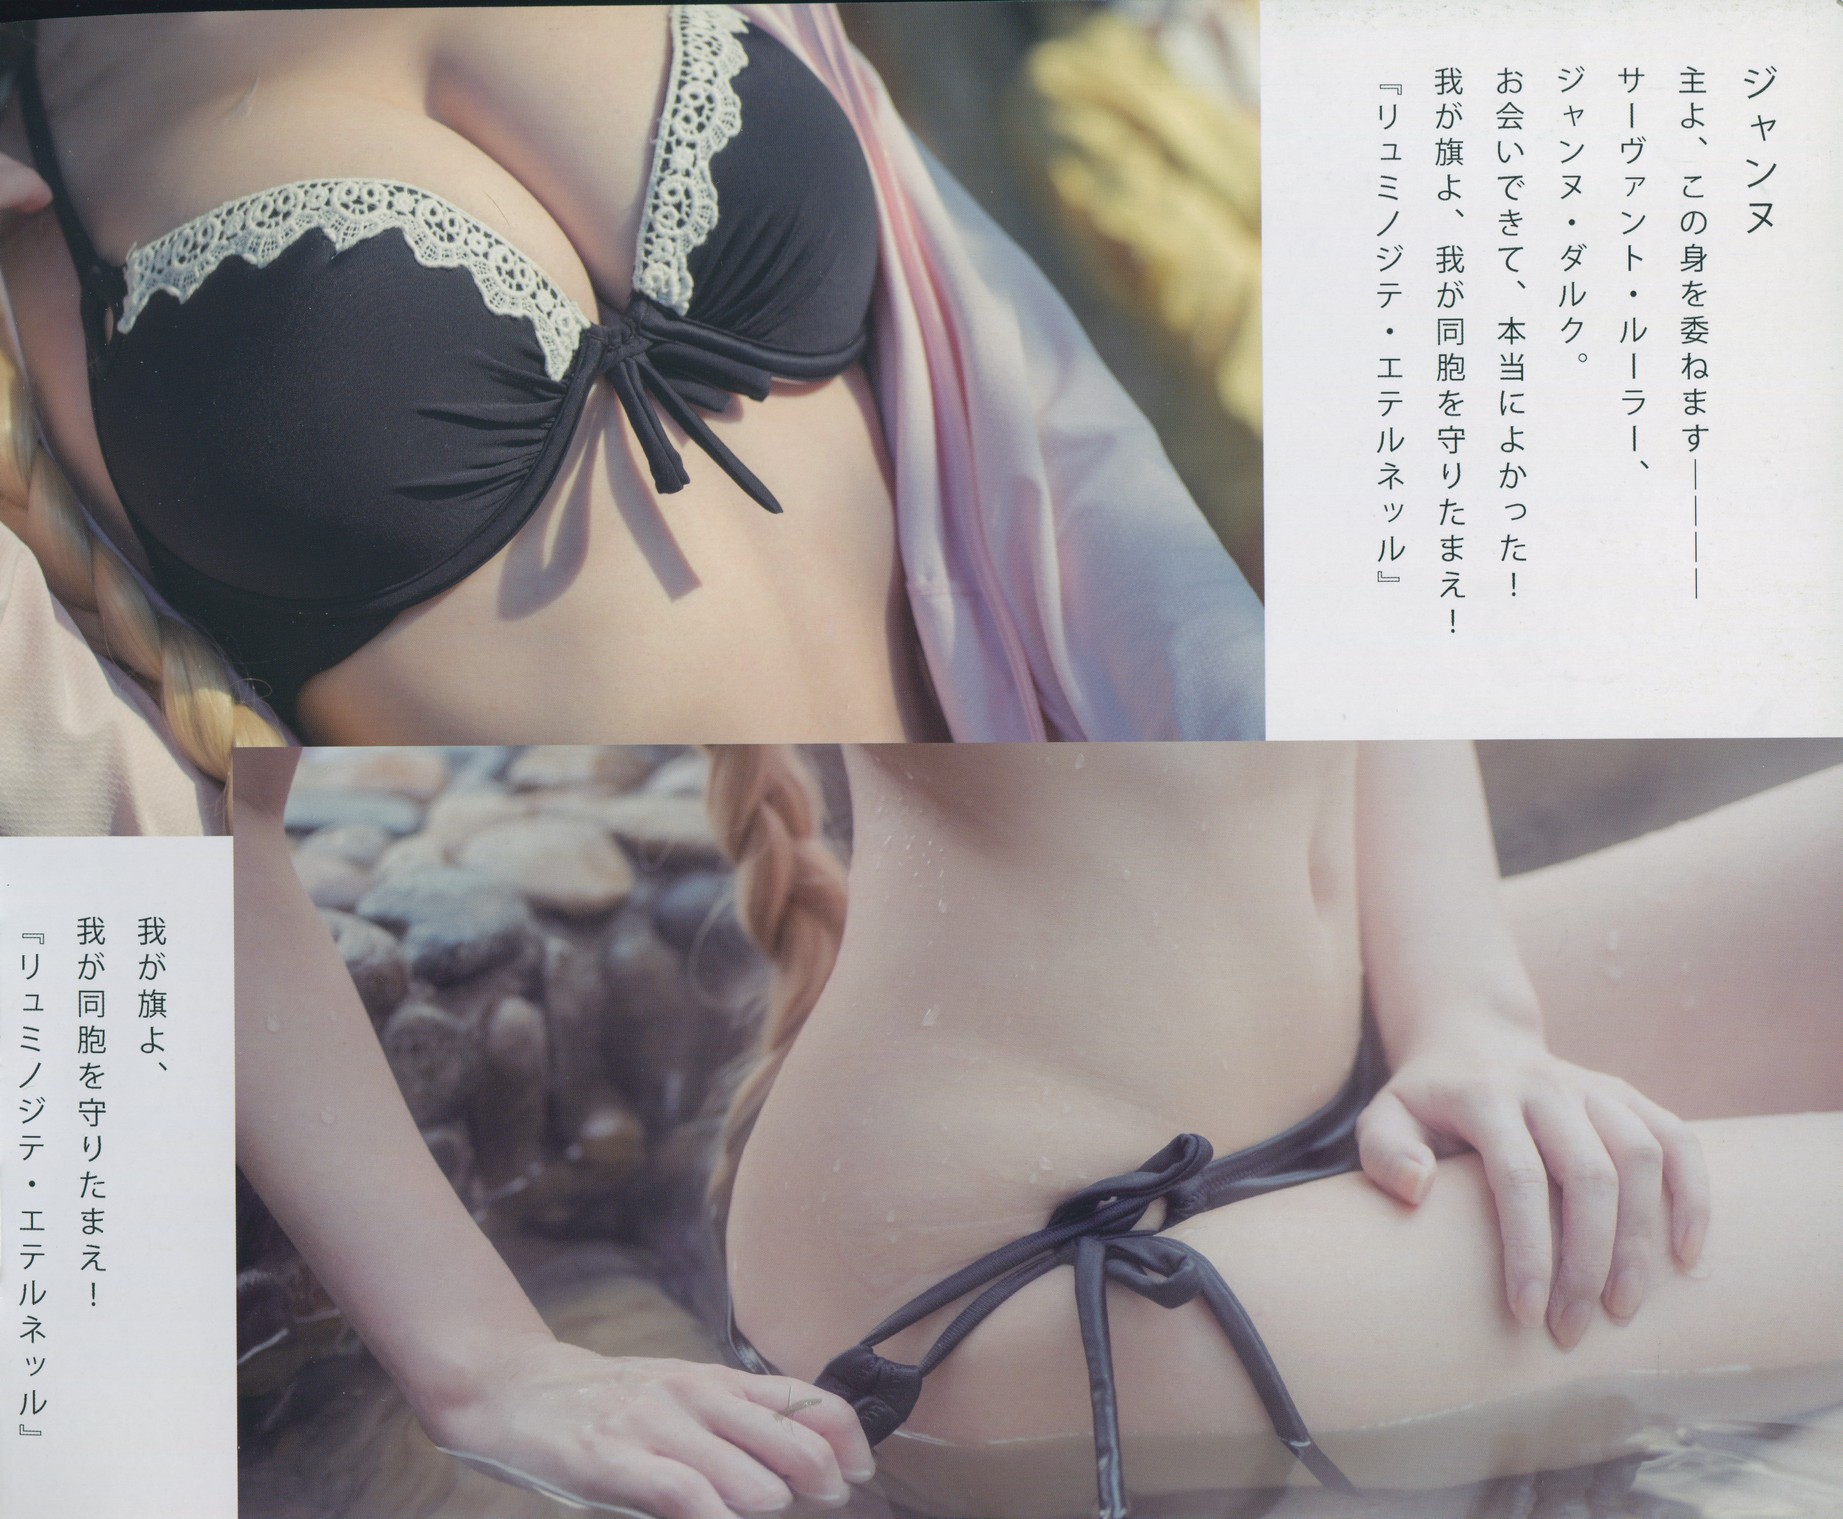 ジャンヌ
主よ、この身を委ねます――――
サーヴァント・ルーラー、
ジャンヌ・ダルク。
お会いできて、本当によかった！
我が旗よ、我が同胞を守りたまえ！
『リュミノジテ・エテルネッル』
我が旗よ、
我が同胞を守りたまえ！
『リュミノジテ・エテルネッル』